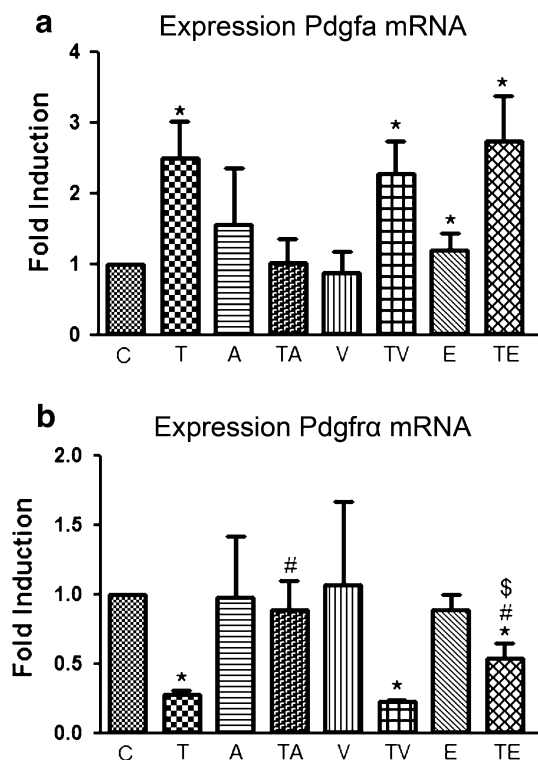 a
Expression Pdgfa mRNA
Fold Induction
4
3
2
1
0
* * * *
C T A TA V TV E TE
b
Expression Pdgfrα mRNA
Fold Induction
2.0
1.5
1.0
0.5
0.0
* # * $ # *
C T A TA V TV E TE